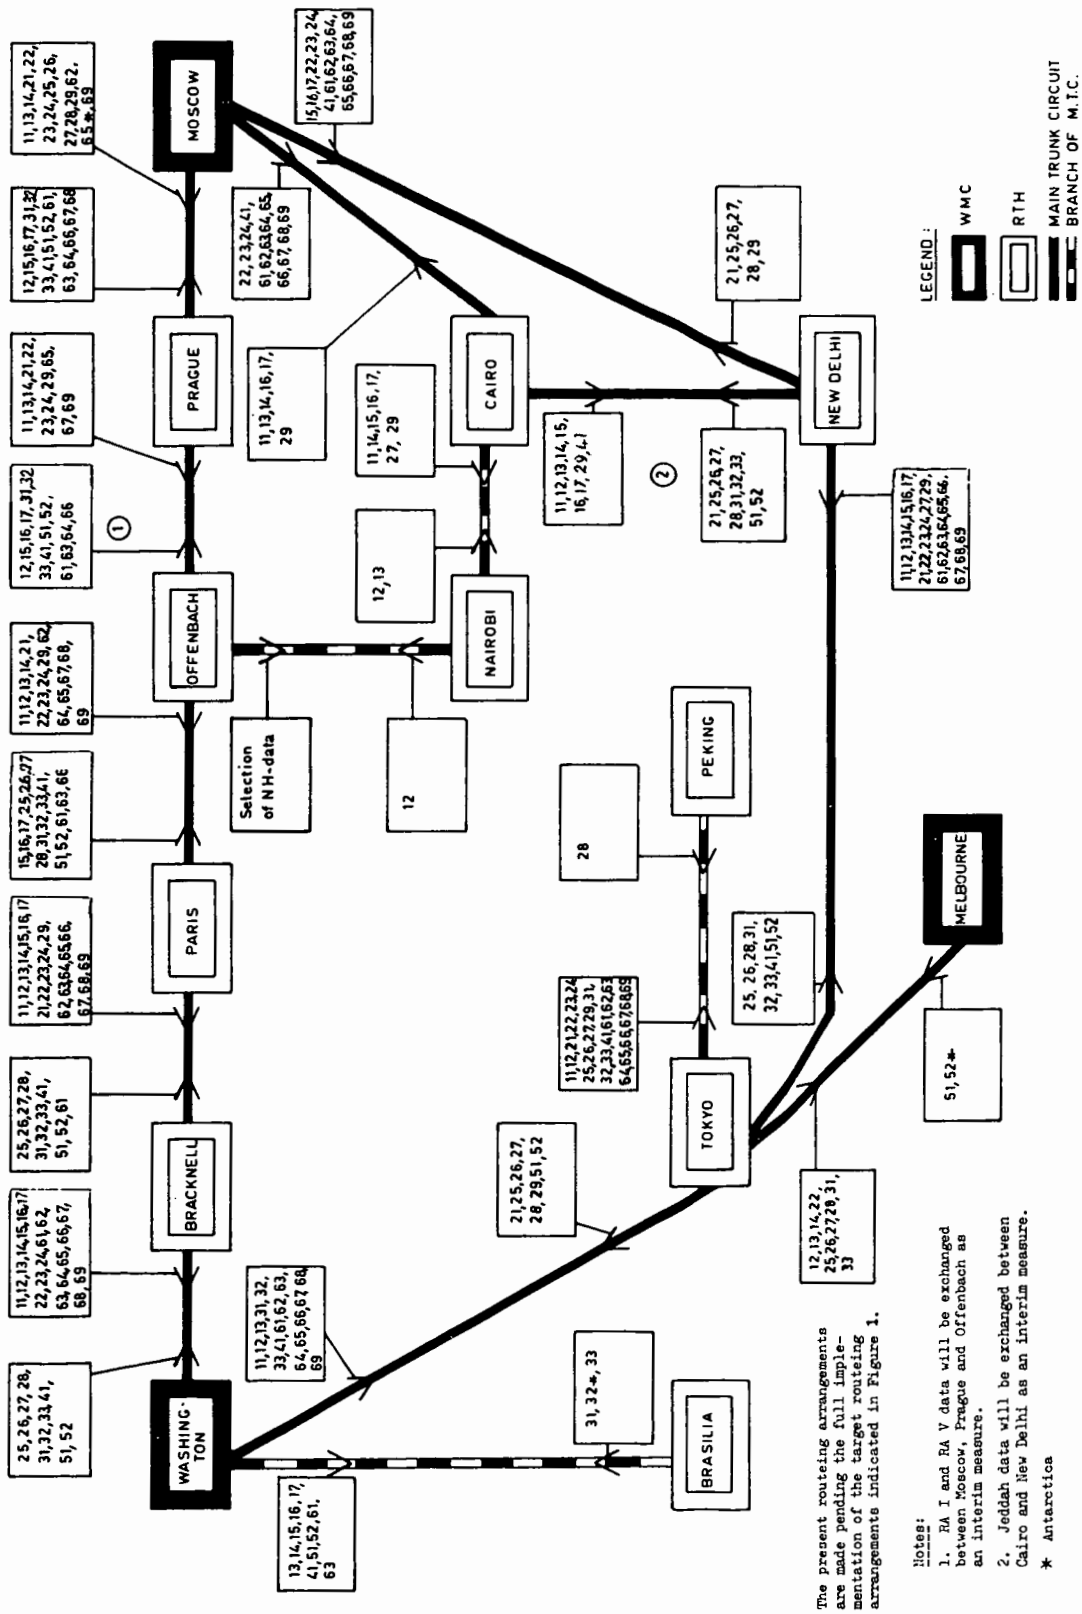 25,26,27,28,
31,32,33,41,
51,52
11,12,13,14,15,16,17
22,23,24,61,62,
63,64,65,66,67,
68,69
25,26,27,28,
31,32,33,41,
51,52,61
11,12,13,14,15,16,17
21,22,23,24,29,
62,63,64,65,66,
67,68,69
15,16,17,25,26,27
28,31,32,33,41,
51,52,61,63,66
11,12,13,14,21,
22,23,24,29,62,
64,65,67,68,
69
12,15,16,17,31,32
33,41,51,52,
61,63,64,66
11,13,14,21,22,
23,24,29,65,
67,69
12,15,16,17,31,32
33,41,51,52,61,
63,64,66,67,68
11,13,14,21,22,
23,24,25,26,
27,28,29,62,
65*,69
1
WASHING-
TON
BRACKNELL
PARIS
OFFENBACH
PRAGUE
MOSCOW
13,14,15,16,17,
41,51,52,61,
63
11,12,13,31,32,
33,41,61,62,63,
64,65,66,67,68,
69
Selection
of NH-data
12
12,13
11,14,15,16,17,
27,29
11,13,14,16,17,
29
22,23,24,41,
61,62,63,64,65,
66,67,68,69
15,16,17,22,23,24,
41,61,62,63,64,
65,66,67,68,69
NAIROBI
CAIRO
21,25,26,27,
28,29,51,52
31,32*,33
BRASILIA
11,12,21,22,23,24
25,26,27,29,31,
32,33,41,61,62,63
64,65,66,67,68,69
28
TOKYO
PEKING
11,12,13,14,15,
16,17,29,41
2
21,25,26,27,
28,31,32,33,
51,52
21,25,26,27,
28,29
NEW DELHI
12,13,14,22,
25,26,27,28,31,
33
25,26,28,31,
32,33,41,51,52
11,12,13,14,15,16,17,
21,22,23,24,27,29,
61,62,63,64,65,66,
67,68,69
51,52*
MELBOURNE
The present routeing arrangements
are made pending the full imple-
mentation of the target routeing
arrangements indicated in Figure 1.
Notes:
1. RA I and RA V data will be exchanged
between Moscow, Prague and Offenbach as
an interim measure.
2. Jeddah data will be exchanged between
Cairo and New Delhi as an interim measure.
* Antarctica
LEGEND:
WMC
RTH
MAIN TRUNK CIRCUIT
BRANCH OF M.T.C.